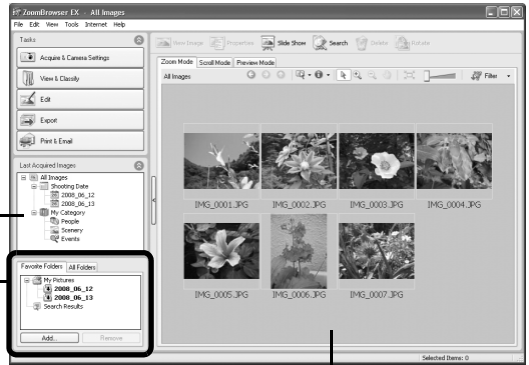 ZoomBrowser EX - All Images
File Edit View Tools Internet Help
Tasks
Acquire & Camera Settings
View & Classify
Edit
Export
Print & Email
View Image Properties Slide Show Search Delete Rotate
Zoom Mode Scroll Mode Preview Mode
All Images
Filter
Last Acquired Images
All Images
Shooting Date
2008_06_12
2008_06_13
My Category
People
Scenery
Events
Favorite Folders All Folders
My Pictures
2008_06_12
2008_06_13
Search Results
Add... Remove
IMG_0001.JPG IMG_0002.JPG IMG_0003.JPG IMG_0004.JPG
IMG_0005.JPG IMG_0006.JPG IMG_0007.JPG
Selected Items: 0